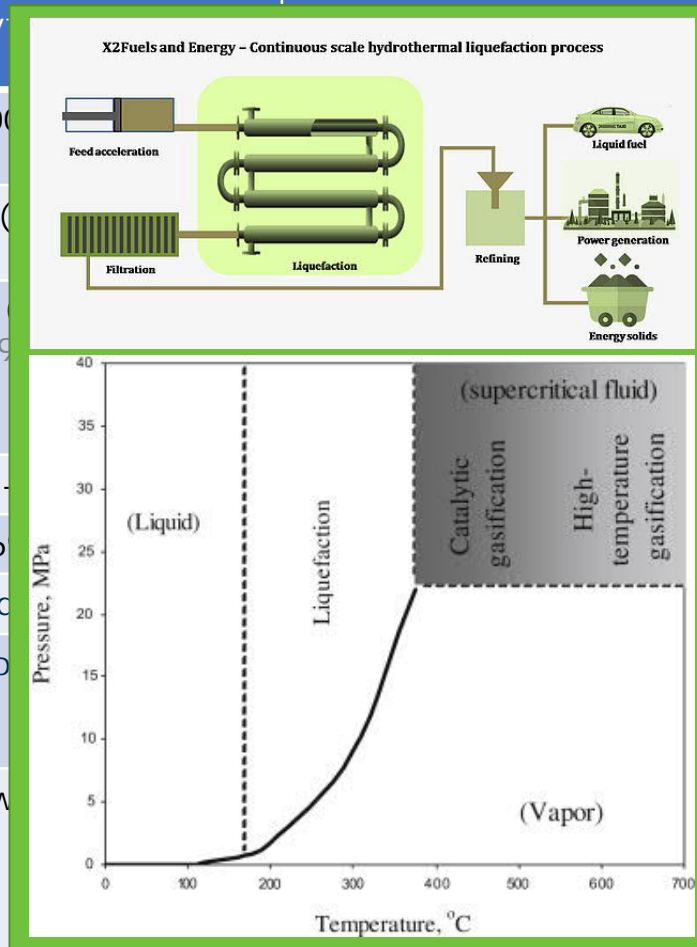 X2Fuels and Energy – Continuous scale hydrothermal liquefaction process
Feed acceleration
Liquefaction
Filtration
Refining
Liquid fuel
Power generation
Energy solids
(supercritical fluid)
Catalytic
gasification
High-
temperature
gasification
(Liquid)
Liquefaction
(Vapor)
Pressure, MPa
40
35
30
25
20
15
10
5
0
0 100 200 300 400 500 600 700
Temperature, °C